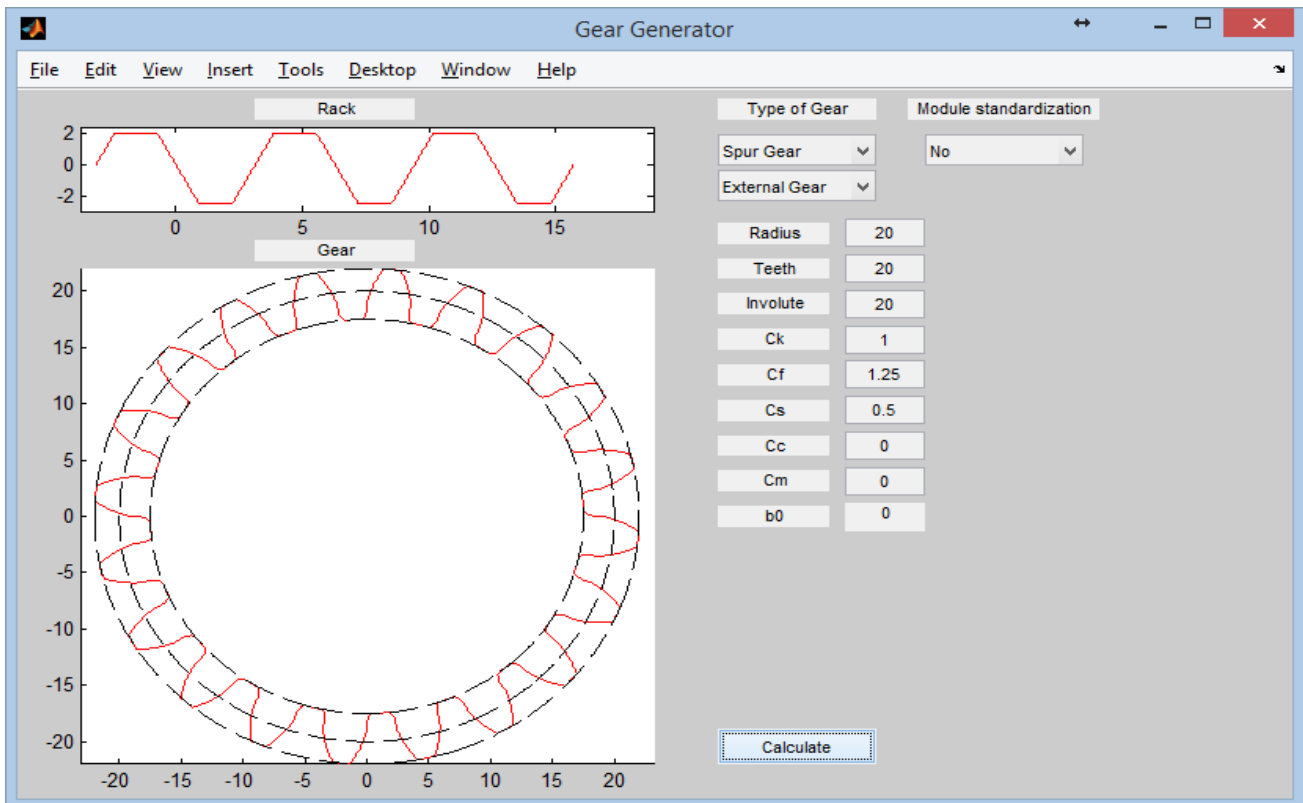 Gear Generator
File Edit View Insert Tools Desktop Window Help
Rack
2
0
-2
0 5 10 15
Gear
20
15
10
5
0
-5
-10
-15
-20
-20 -15 -10 -5 0 5 10 15 20
Type of Gear Module standardization
Spur Gear No
External Gear
Radius 20
Teeth 20
Involute 20
Ck 1
Cf 1.25
Cs 0.5
Cc 0
Cm 0
b0 0
Calculate